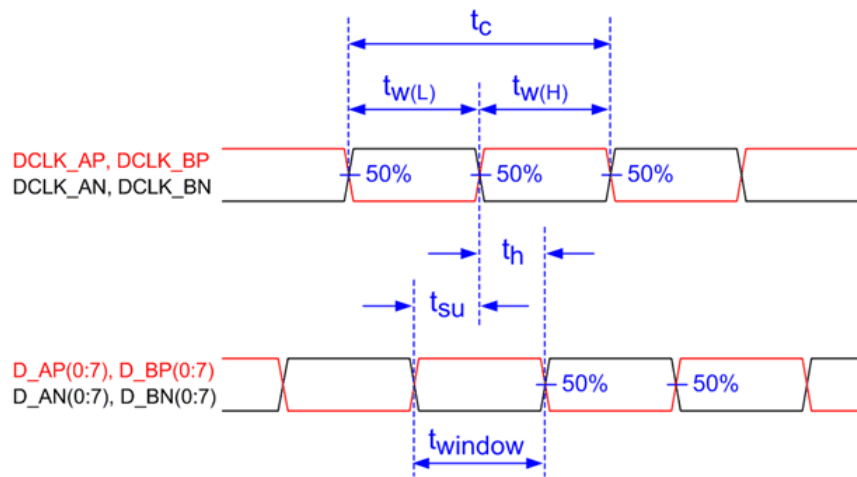 tc
tw(L) tw(H)
DCLK_AP, DCLK_BP
DCLK_AN, DCLK_BN
50% 50% 50%
th
tsu
D_AP(0:7), D_BP(0:7)
D_AN(0:7), D_BN(0:7)
50% 50%
twindow